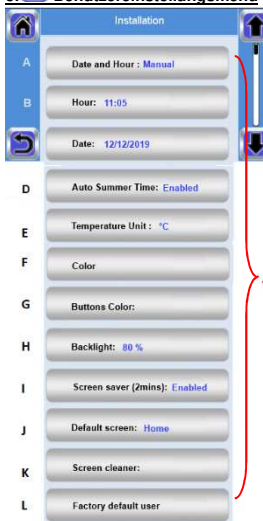 Installation
A Date and Hour : Manual
B Hour: 11:05
Date: 12/12/2019
D Auto Summer Time: Enabled
E Temperature Unit : °C
F Color
G Buttons Color:
H Backlight: 80 %
I Screen saver (2mins): Enabled
J Default screen: Home
K Screen cleaner:
L Factory default user